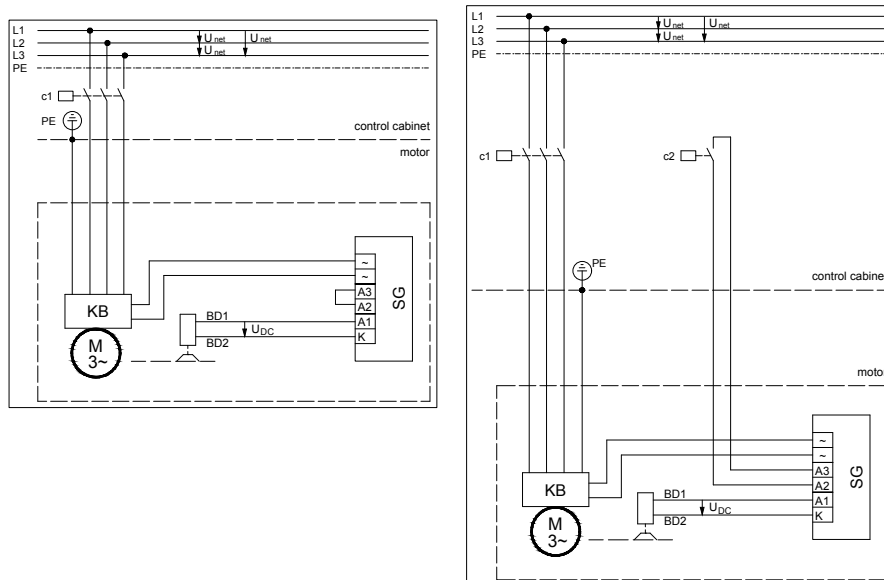 L1
L2
L3
PE
U net
U net
U net
c1
PE
control cabinet
motor
~
~
A3
A2
A1
K
SG
KB
BD1
UDC
BD2
M
3~
L1
L2
L3
PE
U net
U net
U net
c1
c2
PE
control cabine
moto
~
~
A3
A2
A1
K
SG
KB
BD1
UDC
BD2
M
3~